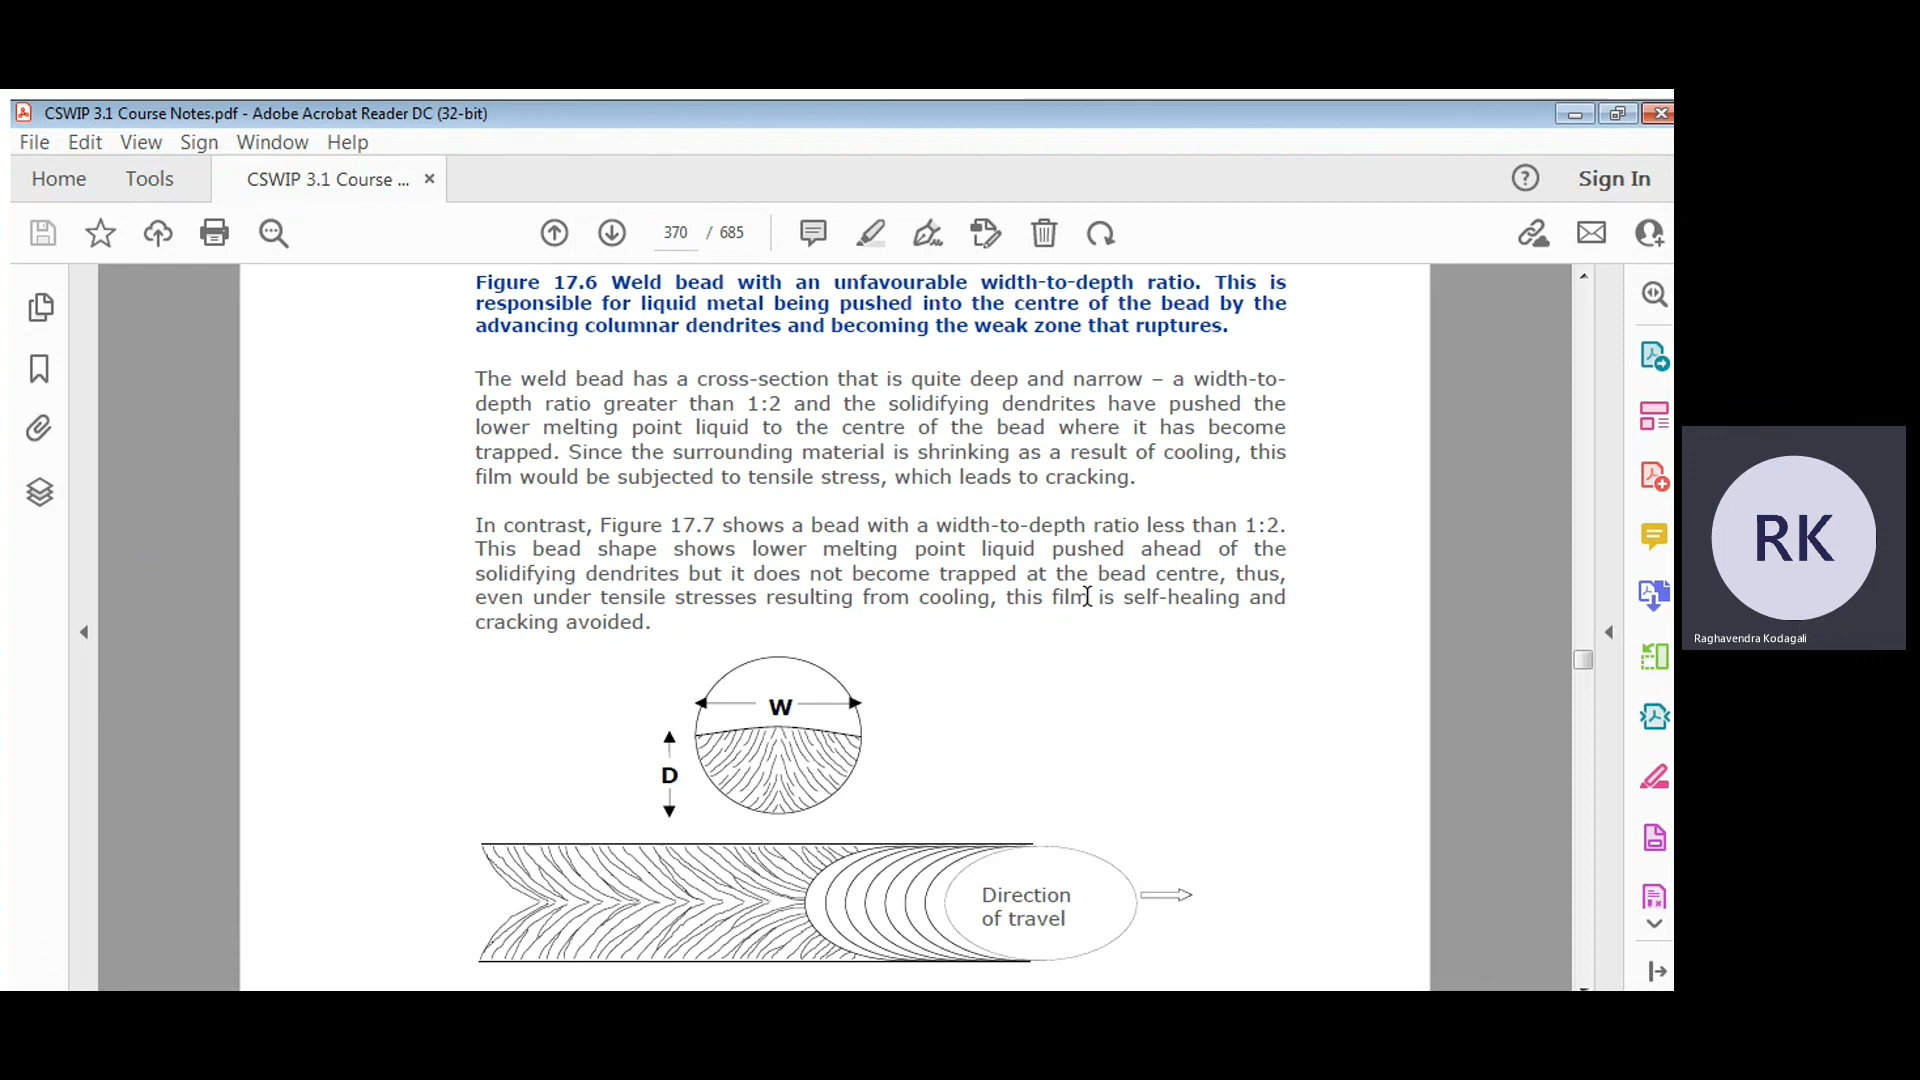 CSWIP 3.1 Course Notes.pdf - Adobe Acrobat Reader DC (32-bit)
File Edit View Sign Window Help
Home Tools CSWIP 3.1 Course ... × Sign In
370 / 685
Figure 17.6 Weld bead with an unfavourable width-to-depth ratio. This is
responsible for liquid metal being pushed into the centre of the bead by the
advancing columnar dendrites and becoming the weak zone that ruptures.
The weld bead has a cross-section that is quite deep and narrow – a width-to-
depth ratio greater than 1:2 and the solidifying dendrites have pushed the
lower melting point liquid to the centre of the bead where it has become
trapped. Since the surrounding material is shrinking as a result of cooling, this
film would be subjected to tensile stress, which leads to cracking.
In contrast, Figure 17.7 shows a bead with a width-to-depth ratio less than 1:2.
This bead shape shows lower melting point liquid pushed ahead of the
solidifying dendrites but it does not become trapped at the bead centre, thus,
even under tensile stresses resulting from cooling, this film is self-healing and
cracking avoided.
W
D
Direction
of travel
RK
Raghavendra Kodagali